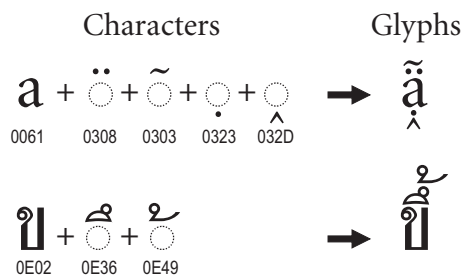 Characters Glyphs
a + ◌̈ + ◌̃ + ◌̣ + ◌̭ → ạ̭̈̃
0061 0308 0303 0323 032D
ข + ◌ึ + ◌้ → ขึ้
0E02 0E36 0E49